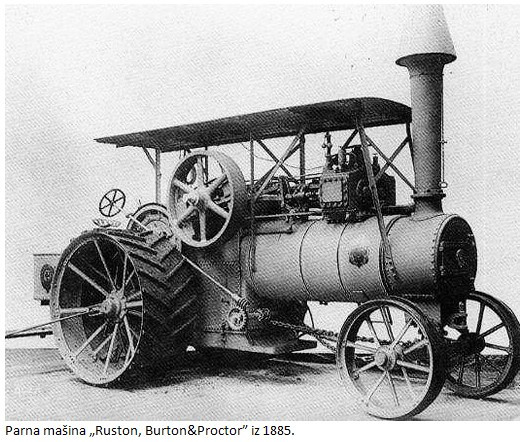 Parna mašina „Ruston, Burton&Proctor” iz 1885.